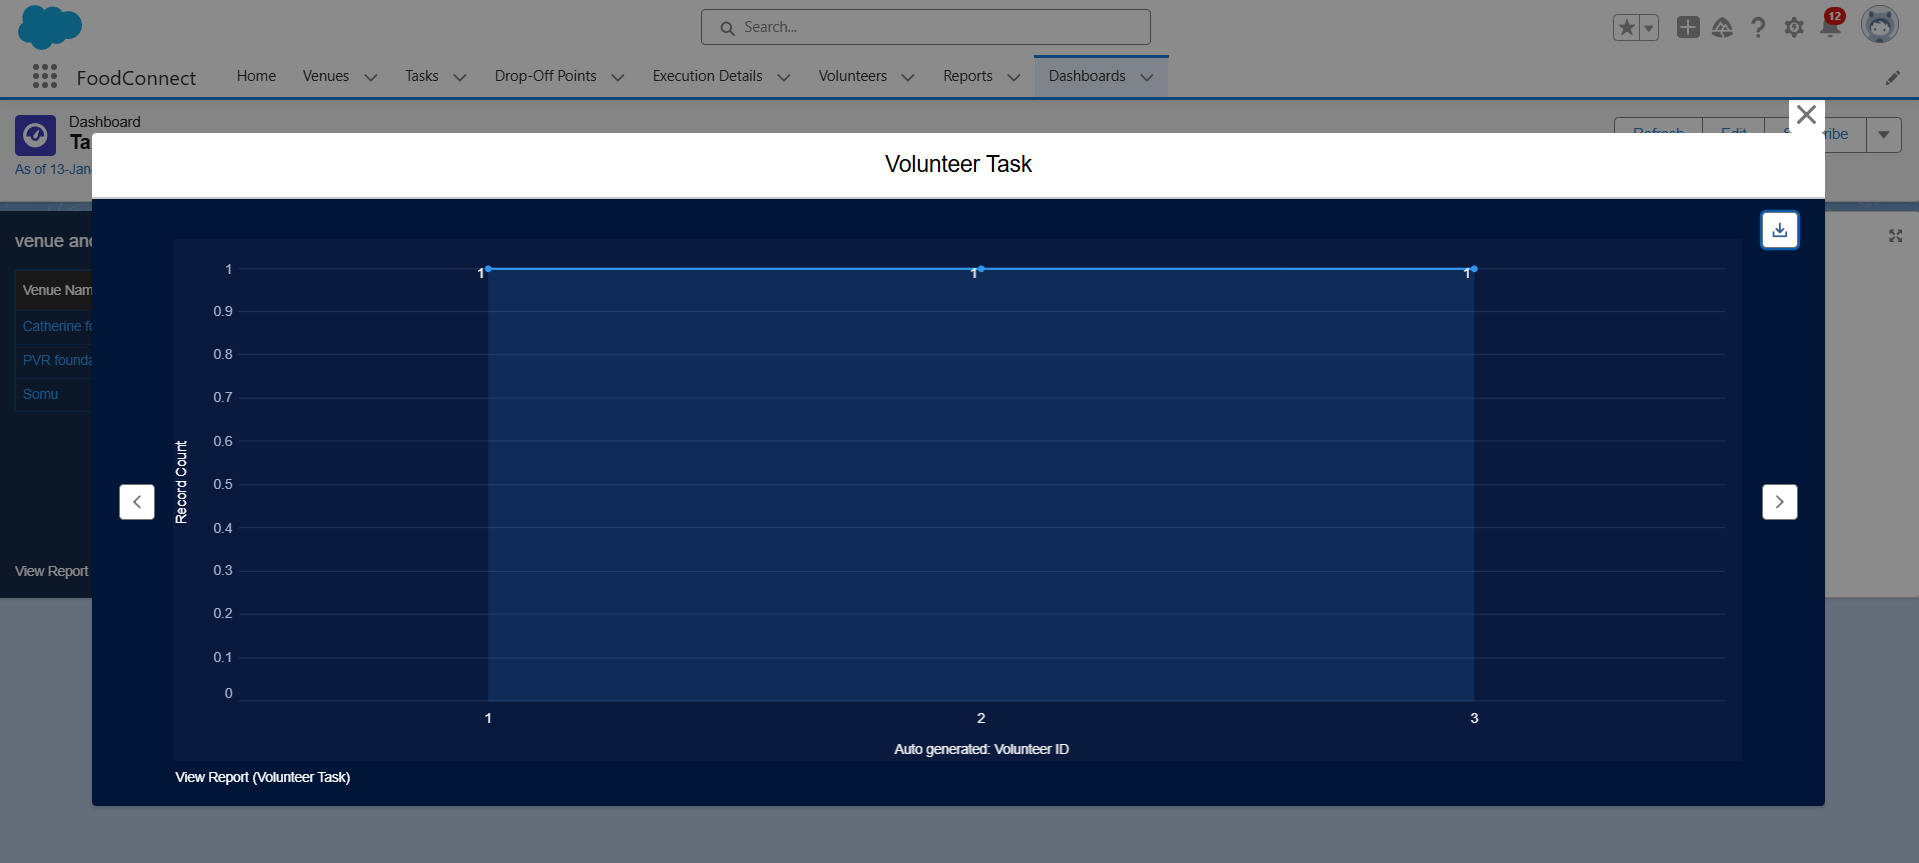 Search...
12
FoodConnect
Home
Venues
Tasks
Drop-Off Points
Execution Details
Volunteers
Reports
Dashboards
Dashboard
Ta
As of 13-Jan
Refresh
Edit
Volunteer Task
venue and
Venue Nam
Catherine fo
PVR founda
Somu
View Report
Record Count
1
0.9
0.8
0.7
0.6
0.5
0.4
0.3
0.2
0.1
0
1 1 1
1 2 3
Auto generated: Volunteer ID
View Report (Volunteer Task)